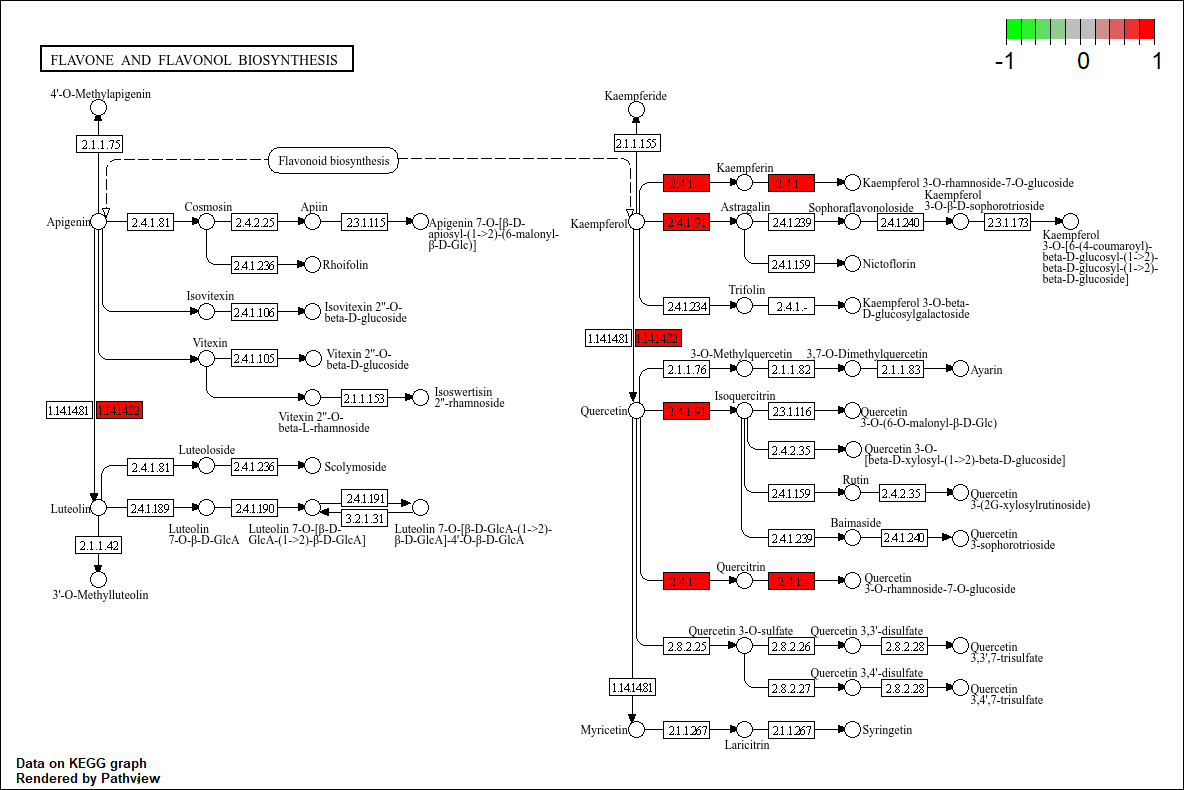 -1 0 1
FLAVONE AND FLAVONOL BIOSYNTHESIS
4'-O-Methylapigenin
2.1.1.75
Flavonoid biosynthesis
Apigenin
2.4.1.81
Cosmosin
2.4.2.25
Apiin
2.3.1.115
Apigenin 7-O-[β-D-
apiosyl-(1->2)-(6-malonyl-
β-D-Glc)]
2.4.1.236
Rhoifolin
Isovitexin
2.4.1.106
Isovitexin 2"-O-
beta-D-glucoside
Vitexin
2.4.1.105
Vitexin 2"-O-
beta-D-glucoside
Vitexin 2"-O-
beta-L-rhamnoside
2.1.1.153
Isoswertisin
2"-rhamnoside
1.14.14.81
1.14.14.82
2.4.1.81
Luteoloside
2.4.1.236
Scolymoside
Luteolin
2.4.1.189
Luteolin
7-O-β-D-GlcA
2.4.1.190
Luteolin 7-O-[β-D-
GlcA-(1->2)-β-D-GlcA]
2.4.1.191
3.2.1.31
Luteolin 7-O-[β-D-GlcA-(1->2)-
β-D-GlcA]-4'-O-β-D-GlcA
2.1.1.42
3'-O-Methylluteolin
Kaempferide
2.1.1.155
Kaempferol
2.4.1.-
Kaempferin
2.4.1.-
Kaempferol 3-O-rhamnoside-7-O-glucoside
2.4.1.91
Astragalin
2.4.1.239
Sophoraflavonoloside
2.4.1.240
Kaempferol
3-O-β-D-sophorotrioside
2.3.1.173
Kaempferol
3-O-[6-(4-coumaroyl)-
beta-D-glucosyl-(1->2)-
beta-D-glucosyl-(1->2)-
beta-D-glucoside]
2.4.1.159
Nictoflorin
2.4.1.234
Trifolin
2.4.1.-
Kaempferol 3-O-beta-
D-glucosylgalactoside
1.14.14.81
1.14.14.82
2.1.1.76
3-O-Methylquercetin
2.1.1.82
3,7-O-Dimethylquercetin
2.1.1.83
Ayarin
Quercetin
2.4.1.91
Isoquercitrin
2.3.1.116
Quercetin
3-O-(6-O-malonyl-β-D-Glc)
2.4.2.35
Quercetin 3-O-
[beta-D-xylosyl-(1->2)-beta-D-glucoside]
2.4.1.159
Rutin
2.4.2.35
Quercetin
3-(2G-xylosylrutinoside)
2.4.1.239
Baimaside
2.4.1.240
Quercetin
3-sophorotrioside
2.4.1.-
Quercitrin
2.4.1.-
Quercetin
3-O-rhamnoside-7-O-glucoside
2.8.2.25
Quercetin 3-O-sulfate
2.8.2.26
Quercetin 3,3'-disulfate
2.8.2.28
Quercetin
3,3',7-trisulfate
2.8.2.27
Quercetin 3,4'-disulfate
2.8.2.28
Quercetin
3,4',7-trisulfate
1.14.14.81
Myricetin
2.1.1.267
Laricitrin
2.1.1.267
Syringetin
Data on KEGG graph
Rendered by Pathview